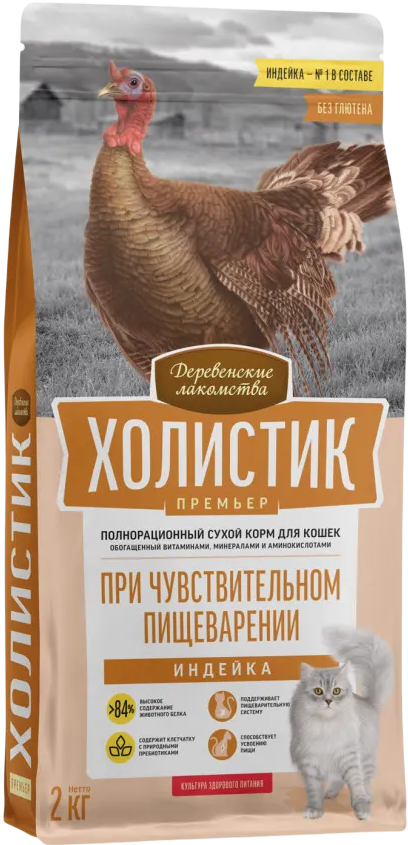 ИНДЕЙКА – № 1 В СОСТАВЕ
БЕЗ ГЛЮТЕНА
Деревенские
лакомства
ХОЛИСТИК
ПРЕМЬЕР
ПОЛНОРАЦИОННЫЙ СУХОЙ КОРМ ДЛЯ КОШЕК
ОБОГАЩЕННЫЙ ВИТАМИНАМИ, МИНЕРАЛАМИ И АМИНОКИСЛОТАМИ
ПРИ ЧУВСТВИТЕЛЬНОМ
ПИЩЕВАРЕНИИ
ИНДЕЙКА
>84%
ВЫСОКОЕ
СОДЕРЖАНИЕ
ЖИВОТНОГО БЕЛКА
ПОДДЕРЖИВАЕТ
ПИЩЕВАРИТЕЛЬНУЮ
СИСТЕМУ
СОДЕРЖИТ КЛЕТЧАТКУ
С ПРИРОДНЫМИ
ПРЕБИОТИКАМИ
СПОСОБСТВУЕТ
УСВОЕНИЮ
ПИЩИ
КУЛЬТУРА ЗДОРОВОГО ПИТАНИЯ
Нетто
2 КГ
Деревенские
лакомства
ХОЛИСТИК
ПРЕМЬЕР